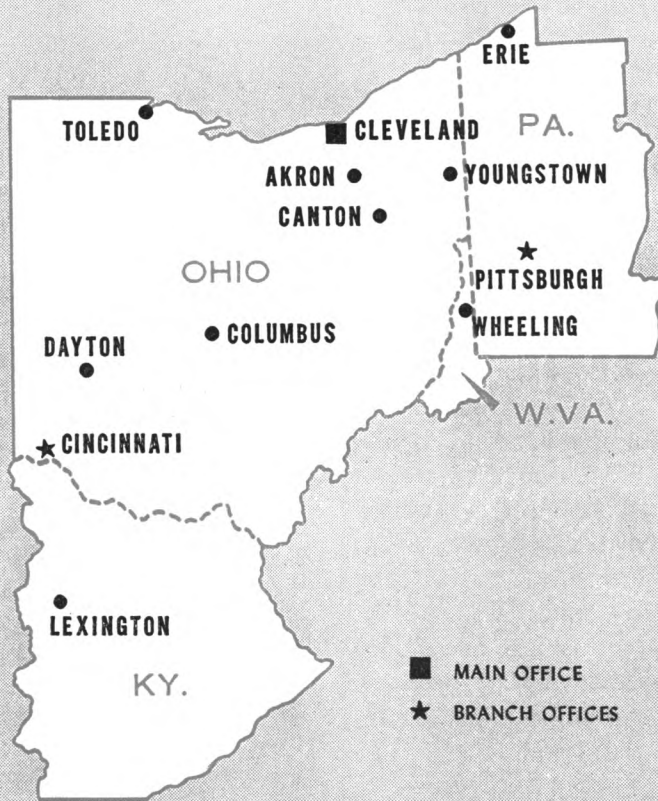 ERIE
TOLEDO
CLEVELAND
PA.
AKRON
YOUNGSTOWN
CANTON
OHIO
PITTSBURGH
COLUMBUS
WHEELING
DAYTON
W.VA.
CINCINNATI
LEXINGTON
KY.
MAIN OFFICE
BRANCH OFFICES